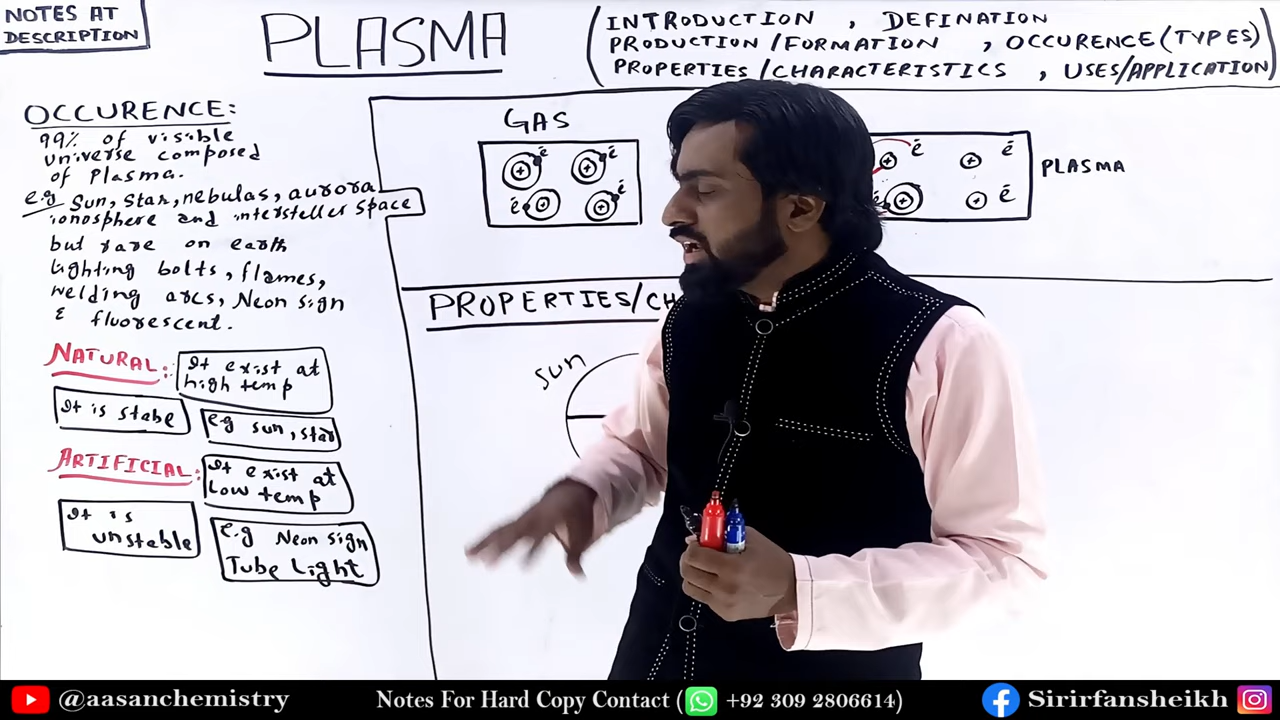 NOTES AT
DESCRIPTION
PLASMA
INTRODUCTION , DEFINATION
PRODUCTION/FORMATION , OCCURENCE(TYPES)
PROPERTIES/CHARACTERISTICS , USES/APPLICATION
OCCURENCE:
99% of visible
universe composed
of Plasma.
e.g Sun, star, nebulas, aurora
ionosphere and interstellar space
but rare on earth
Lighting bolts, flames,
welding arcs, Neon sign
& fluorescent.
NATURAL: It exist at
high temp
It is stabe
e.g sun, star
ARTIFICIAL: It exist at
Low temp
It is
unstable
e.g Neon sign
Tube Light
GAS
+ é + é
é + + é
+ é + é
é + + é
PLASMA
PROPERTIES/CH
sun
@aasanchemistry
Notes For Hard Copy Contact ( +92 309 2806614)
Sirirfansheikh